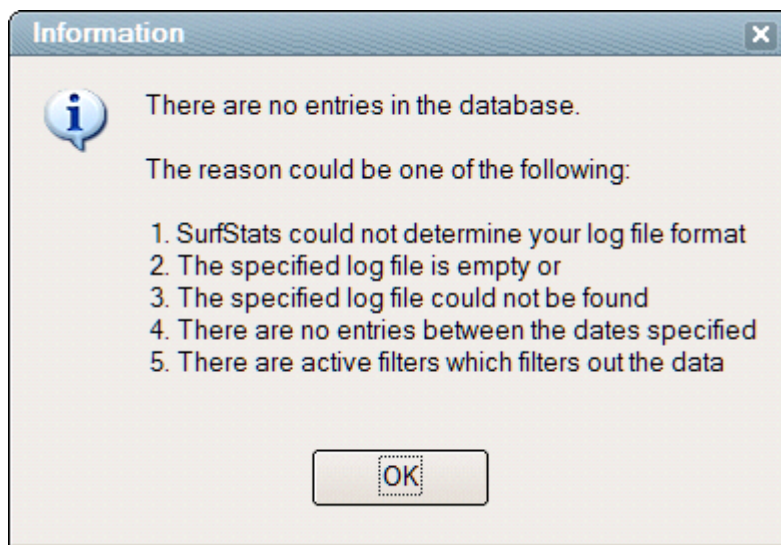 Information
There are no entries in the database.
The reason could be one of the following:
1. SurfStats could not determine your log file format
2. The specified log file is empty or
3. The specified log file could not be found
4. There are no entries between the dates specified
5. There are active filters which filters out the data
OK